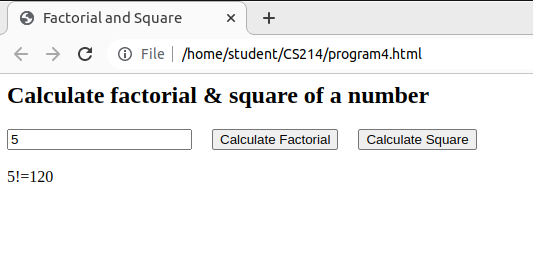 Factorial and Square
File | /home/student/CS214/program4.html
Calculate factorial & square of a number
5 Calculate Factorial Calculate Square
5!=120